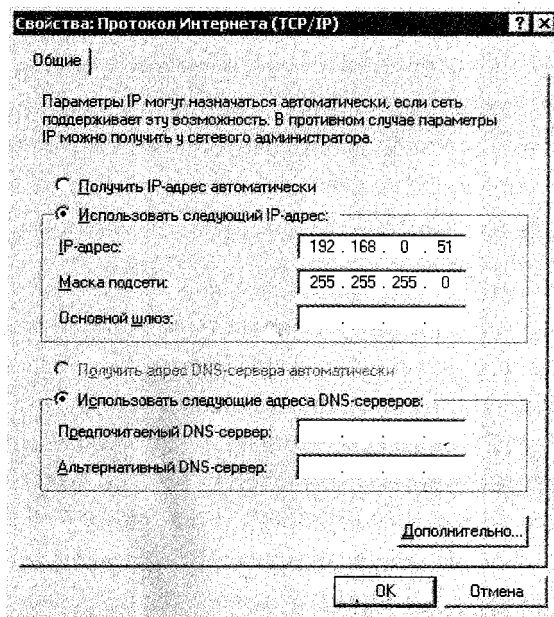 Свойства: Протокол Интернета (TCP/IP)
Общие
Параметры IP могут назначаться автоматически, если сеть
поддерживает эту возможность. В противном случае параметры
IP можно получить у сетевого администратора.
Получить IP-адрес автоматически
Использовать следующий IP-адрес:
IP-адрес: 192 . 168 . 0 . 51
Маска подсети: 255 . 255 . 255 . 0
Основной шлюз: . . .
Получить адрес DNS-сервера автоматически
Использовать следующие адреса DNS-серверов:
Предпочитаемый DNS-сервер: . . .
Альтернативный DNS-сервер: . . .
Дополнительно...
OK Отмена